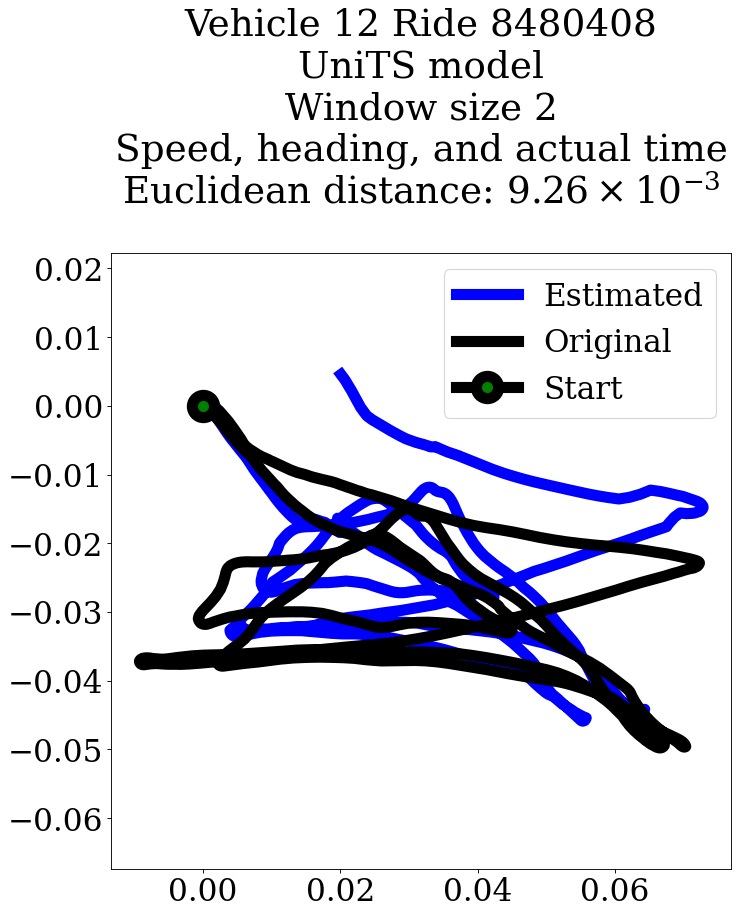 Vehicle 12 Ride 8480408
UniTS model
Window size 2
Speed, heading, and actual time
Euclidean distance: 9.26 × 10⁻³
Estimated
Original
Start
0.02
0.01
0.00
−0.01
−0.02
−0.03
−0.04
−0.05
−0.06
0.00 0.02 0.04 0.06